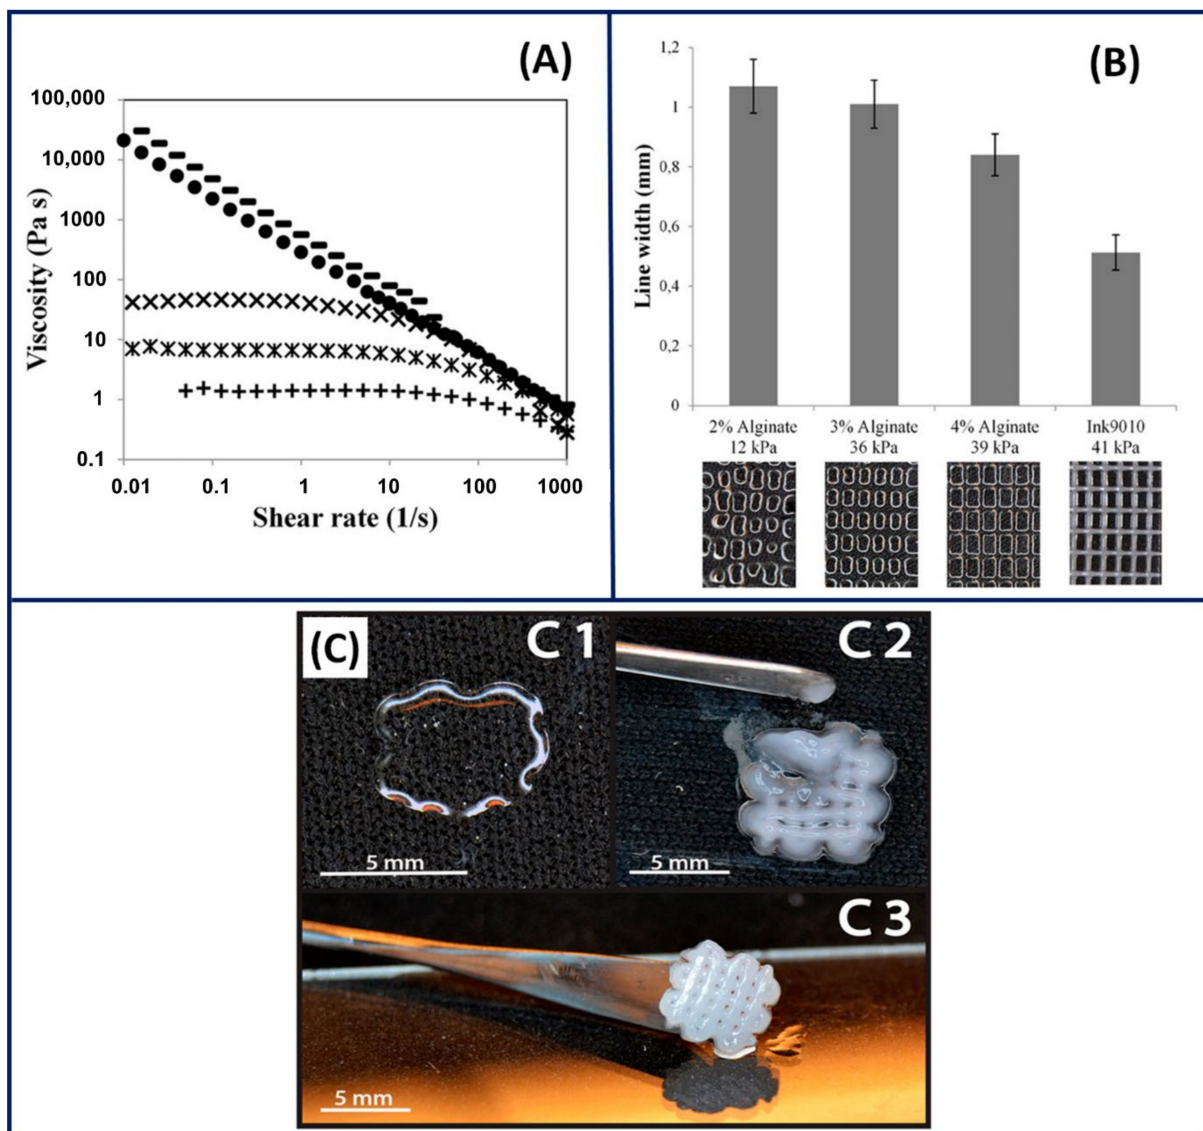 (A)
100,000
10,000
1000
100
10
1
0.1
Viscosity (Pa s)
0.01 0.1 1 10 100 1000
Shear rate (1/s)
(B)
1,2
1
0,8
0,6
0,4
0,2
0
Line width (mm)
2% Alginate 3% Alginate 4% Alginate Ink9010
12 kPa 36 kPa 39 kPa 41 kPa
(C)
C 1
5 mm
C 2
5 mm
C 3
5 mm